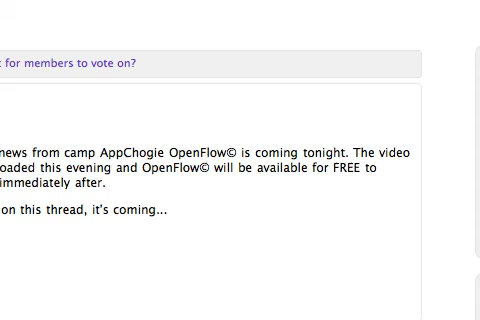 for members to vote on?
news from camp AppChogie OpenFlow© is coming tonight. The video
oaded this evening and OpenFlow© will be available for FREE to
immediately after.
on this thread, it's coming...